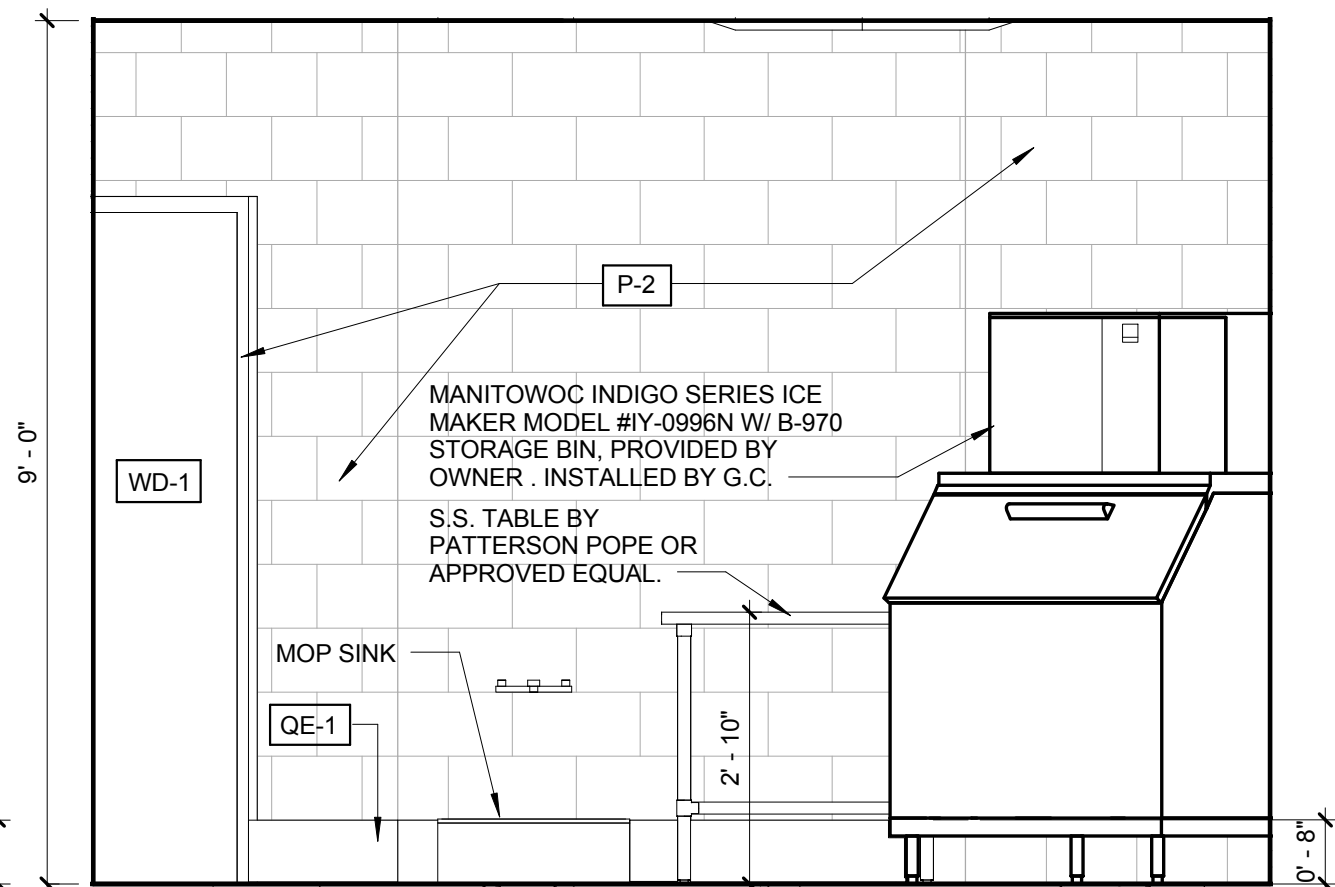 9' - 0"
P-2
WD-1
MANITOWOC INDIGO SERIES ICE
MAKER MODEL #IY-0996N W/ B-970
STORAGE BIN, PROVIDED BY
OWNER . INSTALLED BY G.C.
S.S. TABLE BY
PATTERSON POPE OR
APPROVED EQUAL.
MOP SINK
QE-1
2' - 10"
0' - 8"